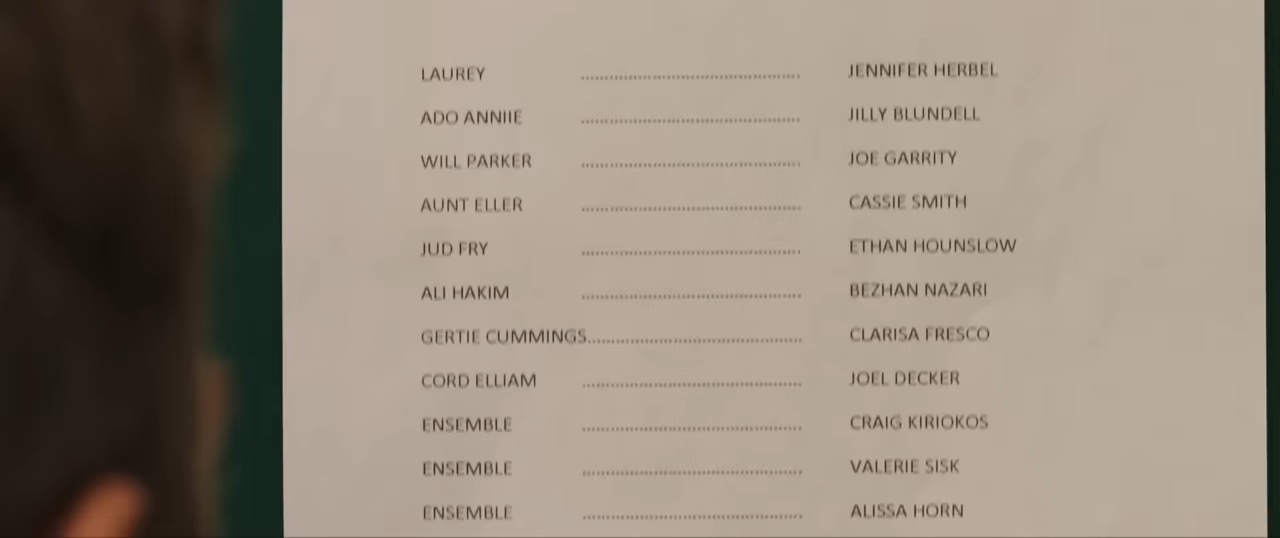 LAUREY ........................................ JENNIFER HERBEL
ADO ANNIIE ........................................ JILLY BLUNDELL
WILL PARKER ........................................ JOE GARRITY
AUNT ELLER ........................................ CASSIE SMITH
JUD FRY ........................................ ETHAN HOUNSLOW
ALI HAKIM ........................................ BEZHAN NAZARI
GERTIE CUMMINGS........................................ CLARISA FRESCO
CORD ELLIAM ........................................ JOEL DECKER
ENSEMBLE ........................................ CRAIG KIRIOKOS
ENSEMBLE ........................................ VALERIE SISK
ENSEMBLE ........................................ ALISSA HORN